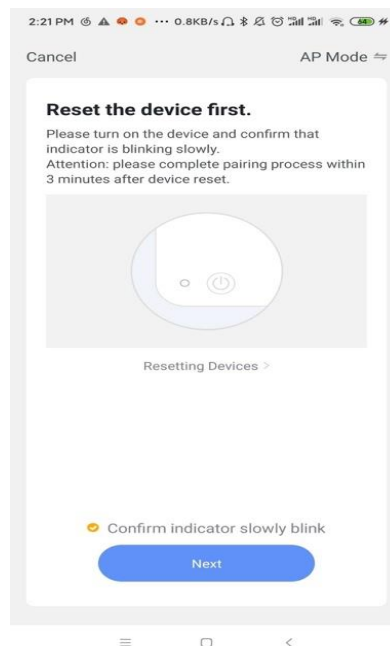 2:21 PM ... 0.8KB/s 64
Cancel AP Mode
Reset the device first.
Please turn on the device and confirm that
indicator is blinking slowly.
Attention: please complete pairing process within
3 minutes after device reset.
Resetting Devices >
Confirm indicator slowly blink
Next